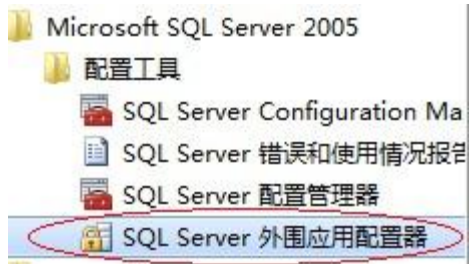 Microsoft SQL Server 2005
配置工具
SQL Server Configuration Ma
SQL Server 错误和使用情况报告
SQL Server 配置管理器
SQL Server 外围应用配置器